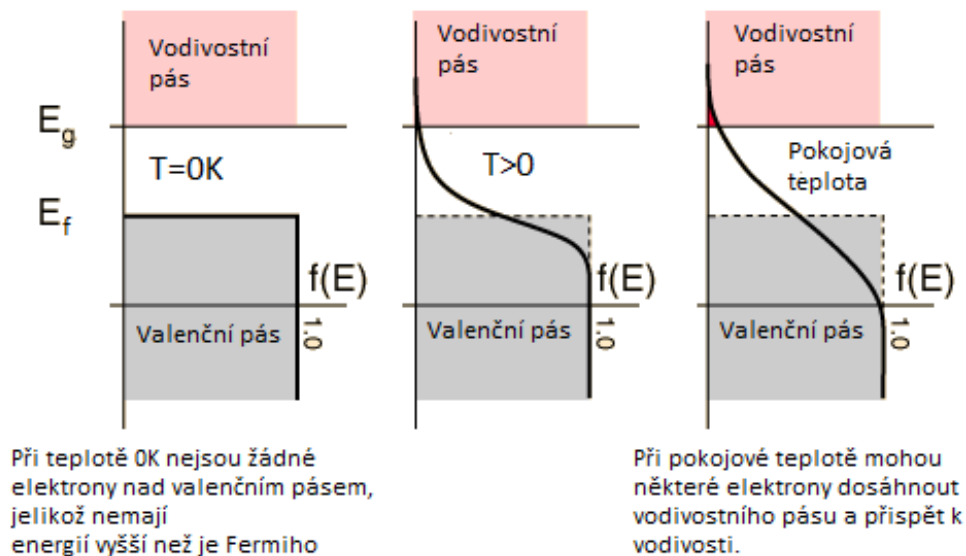 Vodivostní
pás
E_g
T=0K
E_f
f(E)
Valenční pás
1.0
Vodivostní
pás
T>0
f(E)
Valenční pás
1.0
Vodivostní
pás
Pokojová
teplota
f(E)
Valenční pás
1.0
Při teplotě 0K nejsou žádné
elektrony nad valenčním pásem,
jelikož nemají
energií vyšší než je Fermiho
Při pokojové teplotě mohou
některé elektrony dosáhnout
vodivostního pásu a přispět k
vodivosti.